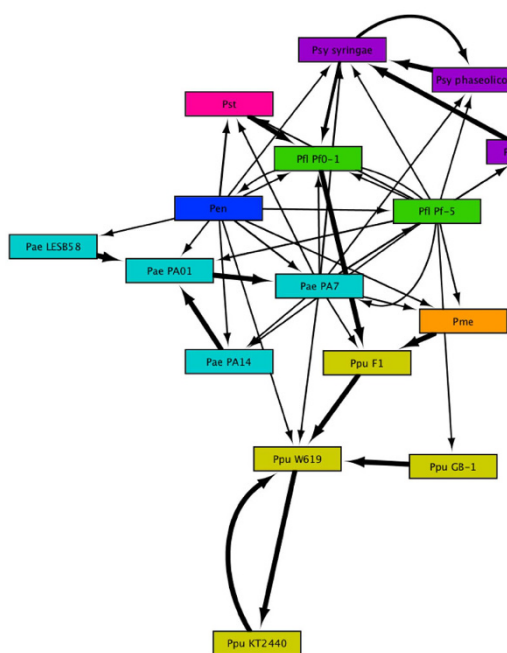 Psy syringae
Psy phaseolico
Pst
Pfl Pf0-1
Pen
Pfl Pf-5
Pae LESB58
Pae PA01
Pae PA7
Pme
Pae PA14
Ppu F1
Ppu W619
Ppu GB-1
Ppu KT2440